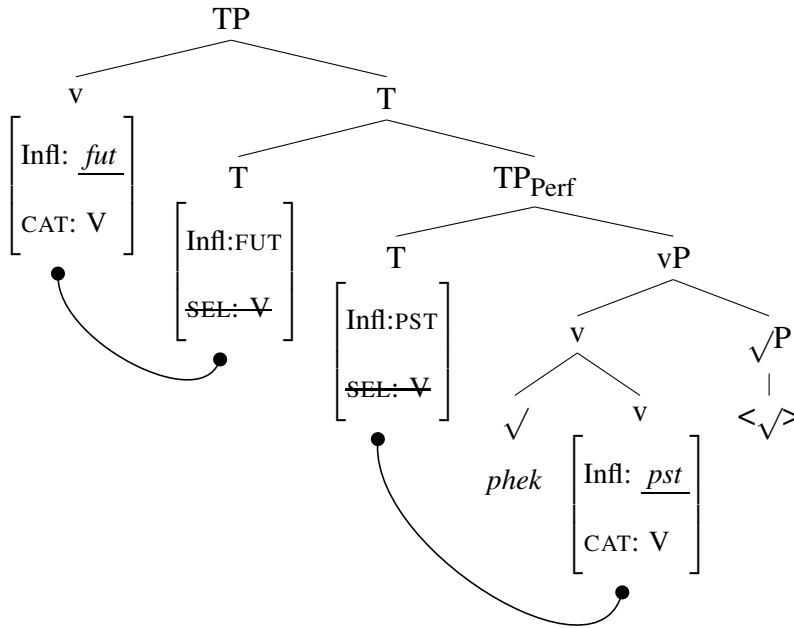 TP
v
T
Infl: fut
CAT: V
T
TPPerf
Infl:FUT
SEL: V
T
vP
Infl:PST
SEL: V
v
√P
√
v
<√>
phek
Infl: pst
CAT: V